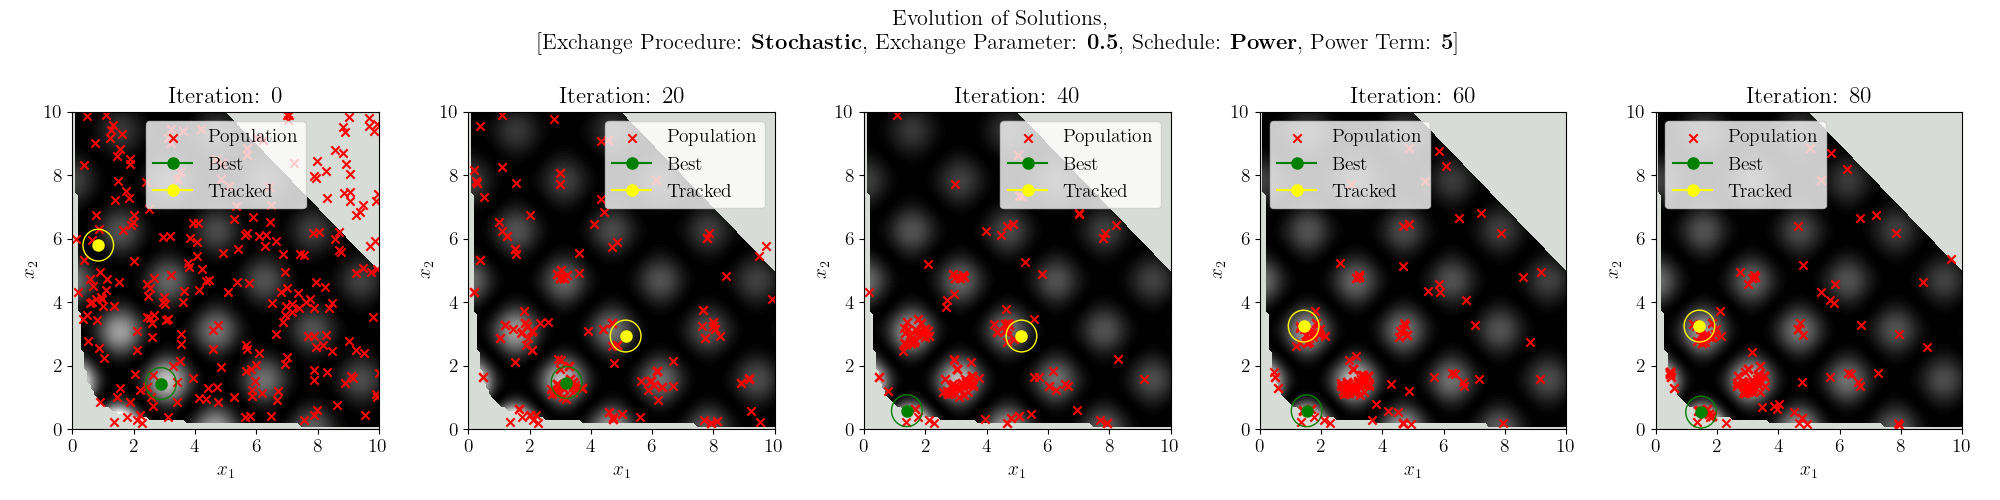 Evolution of Solutions,
[Exchange Procedure: Stochastic, Exchange Parameter: 0.5, Schedule: Power, Power Term: 5]
Iteration: 0
10
8
6
4
2
0
x2
0 2 4 6 8 10
x1
Population
Best
Tracked
Iteration: 20
10
8
6
4
2
0
x2
0 2 4 6 8 10
x1
Population
Best
Tracked
Iteration: 40
10
8
6
4
2
0
x2
0 2 4 6 8 10
x1
Population
Best
Tracked
Iteration: 60
10
8
6
4
2
0
x2
0 2 4 6 8 10
x1
Population
Best
Tracked
Iteration: 80
10
8
6
4
2
0
x2
0 2 4 6 8 10
x1
Population
Best
Tracked